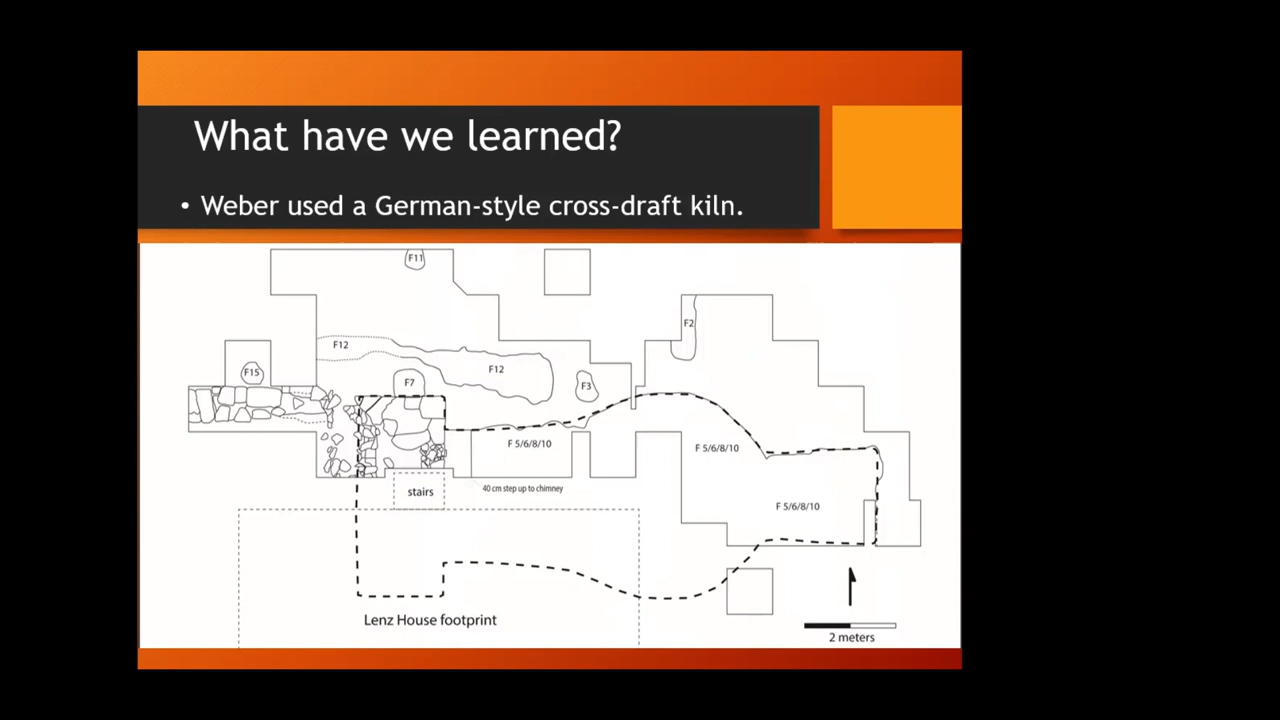 What have we learned?
• Weber used a German-style cross-draft kiln.
F11
F2
F12
F12
F15
F7
F3
F 5/6/8/10
F 5/6/8/10
stairs
40 cm step up to chimney
F 5/6/8/10
Lenz House footprint
2 meters